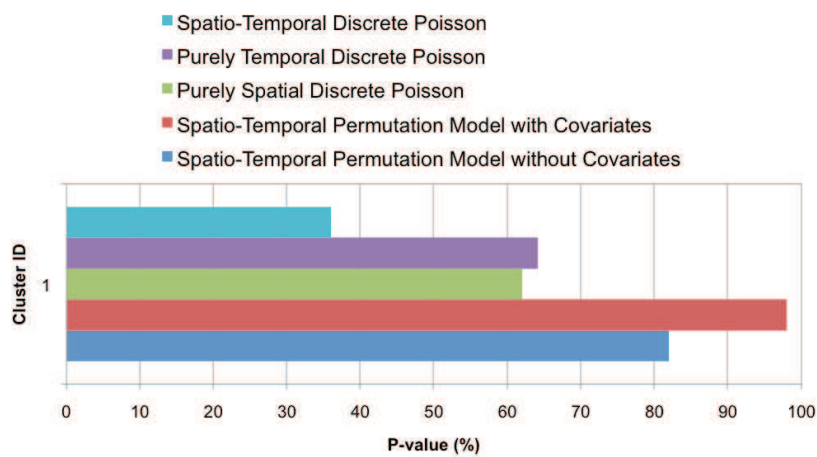 Spatio-Temporal Discrete Poisson
Purely Temporal Discrete Poisson
Purely Spatial Discrete Poisson
Spatio-Temporal Permutation Model with Covariates
Spatio-Temporal Permutation Model without Covariates
Cluster ID
1
0 10 20 30 40 50 60 70 80 90 100
P-value (%)